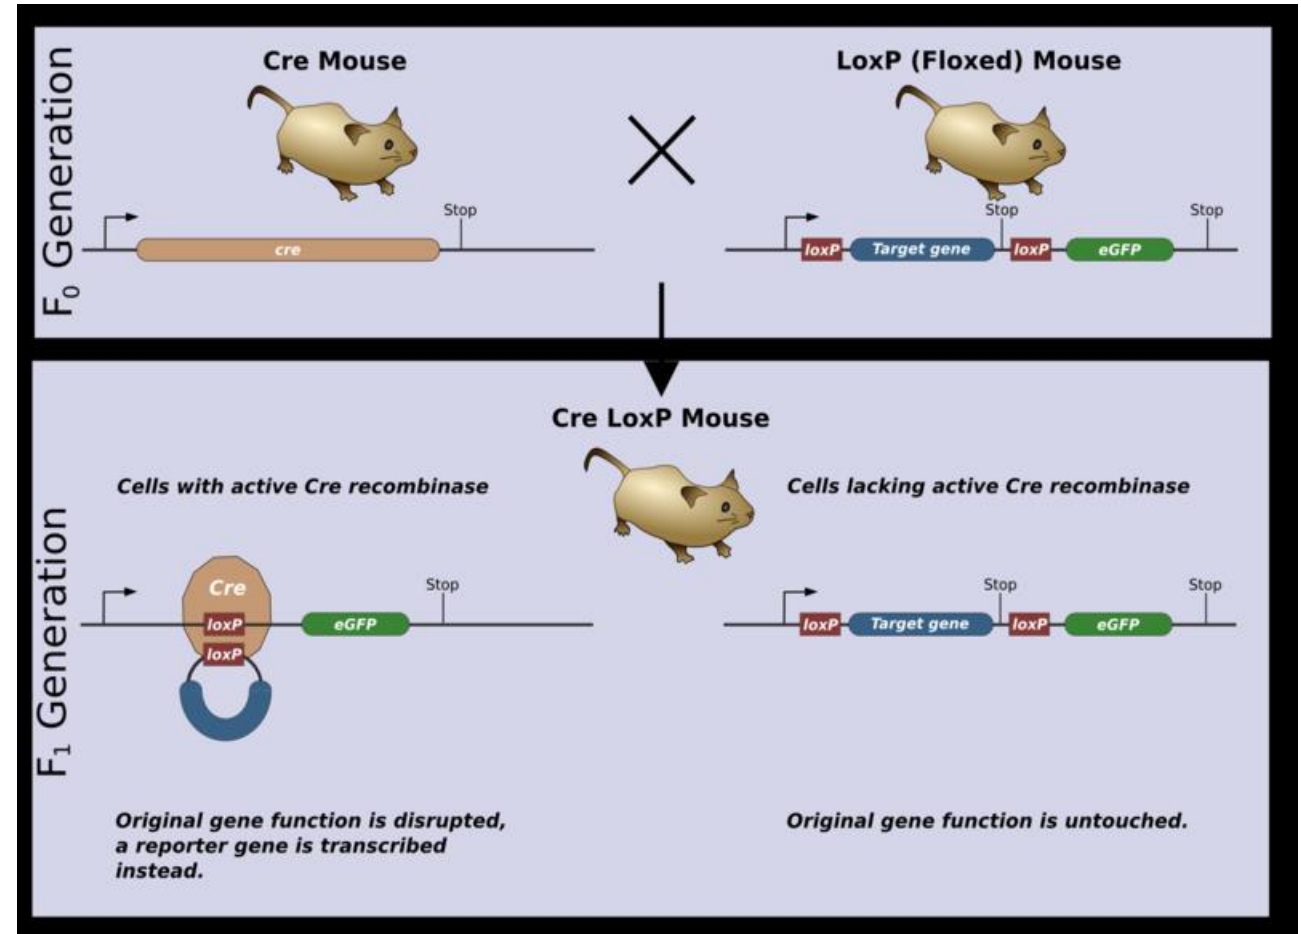 F0 Generation
Cre Mouse
LoxP (Floxed) Mouse
Stop
cre
Stop
Stop
loxP
Target gene
loxP
eGFP
F1 Generation
Cre LoxP Mouse
Cells with active Cre recombinase
Cells lacking active Cre recombinase
Cre
loxP
loxP
eGFP
Stop
Stop
Stop
loxP
Target gene
loxP
eGFP
Original gene function is disrupted,
a reporter gene is transcribed
instead.
Original gene function is untouched.